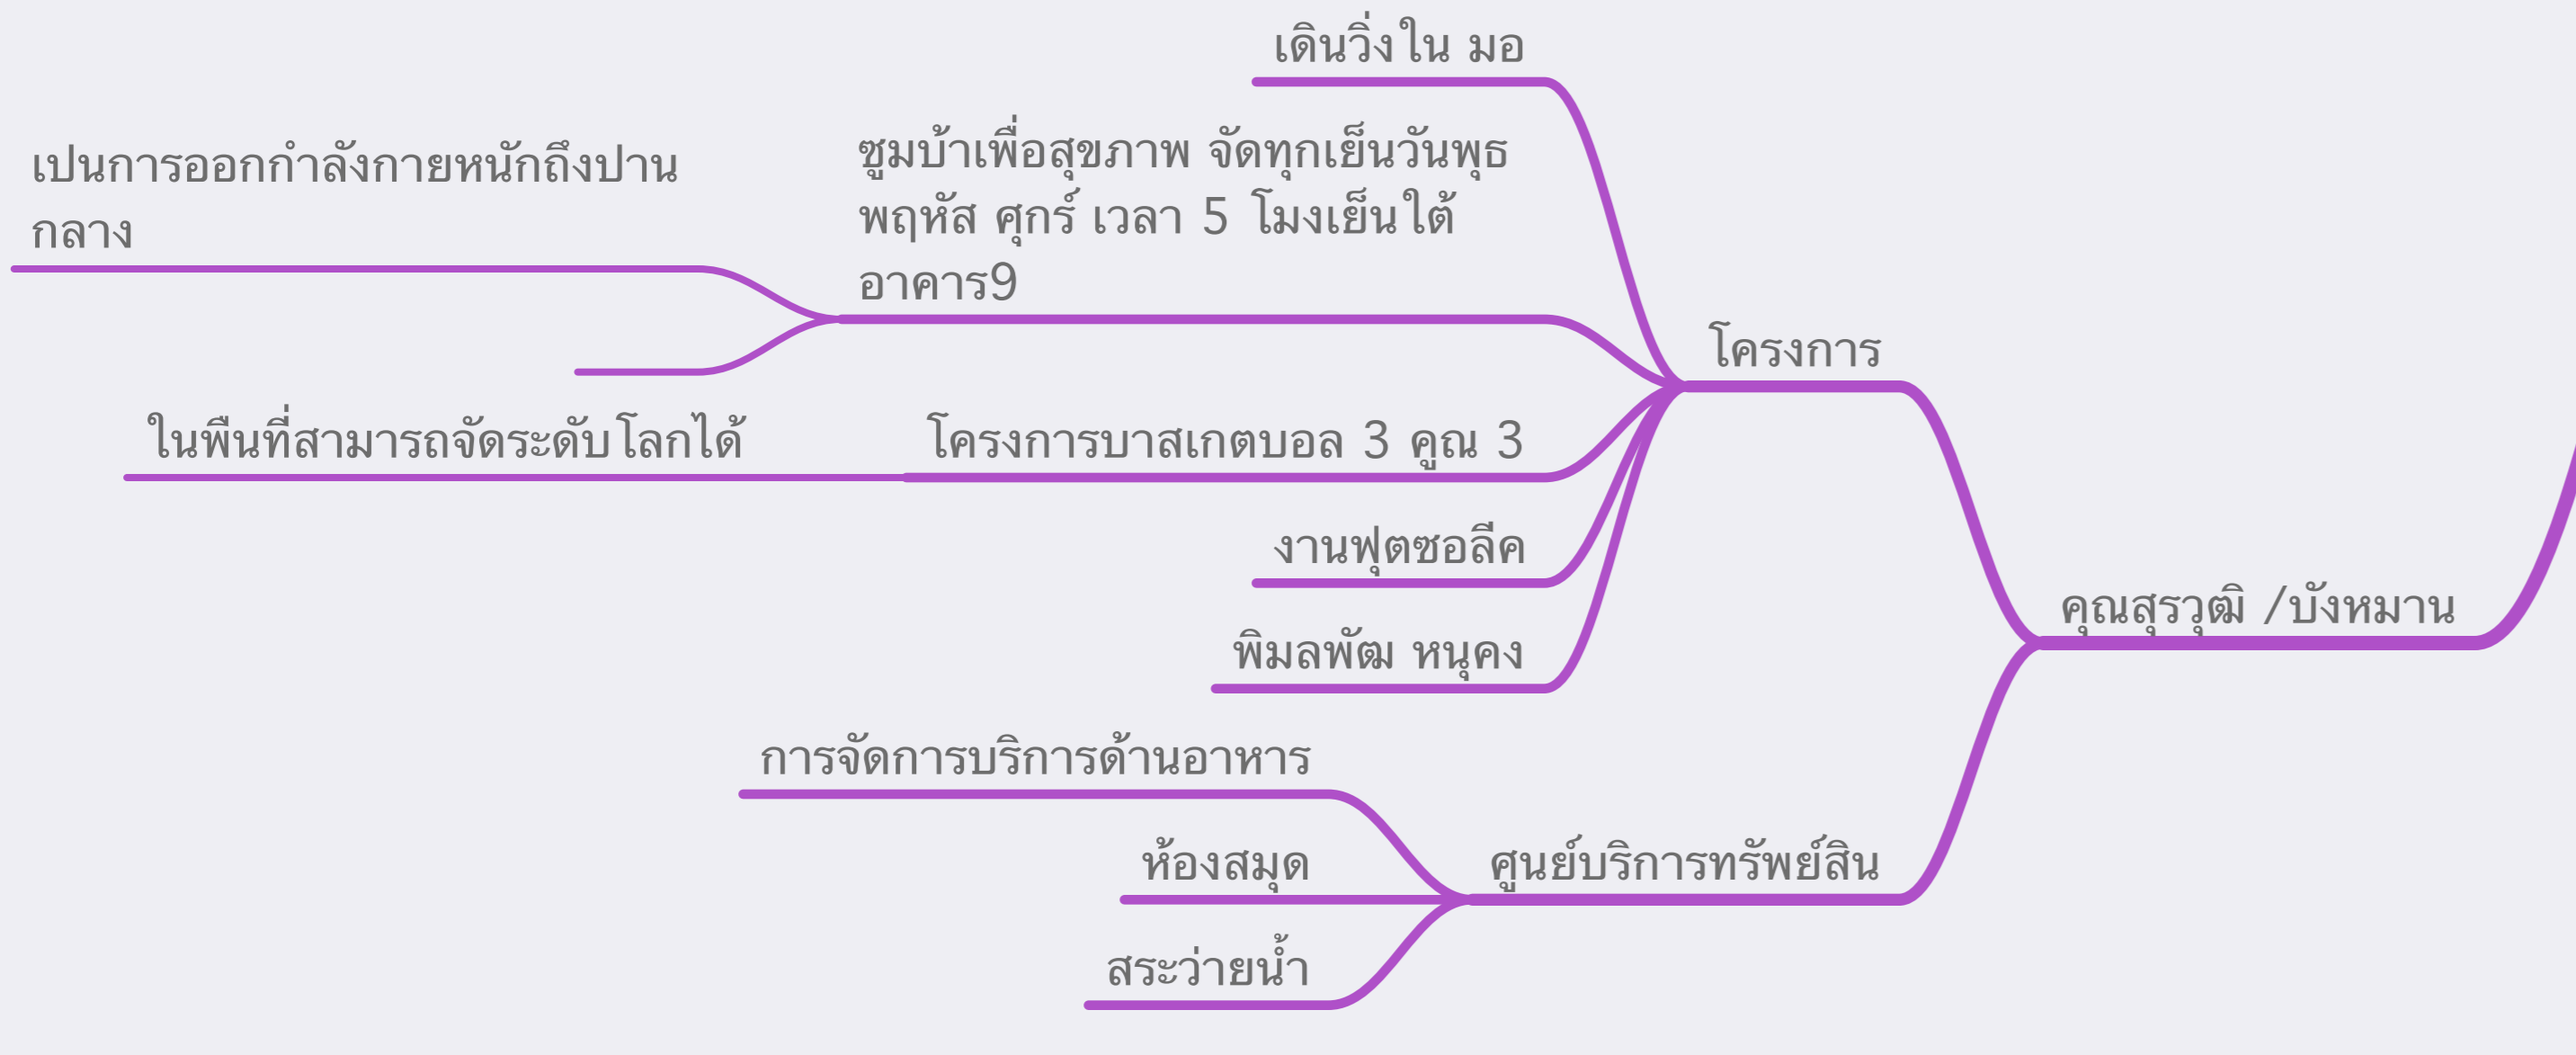 เดินวิ่งใน มอ
ซูมบ้าเพื่อสุขภาพ จัดทุกเย็นวันพุธ
พฤหัส ศุกร์ เวลา 5 โมงเย็นใต้
อาคาร9
เปนการออกกำลังกายหนักถึงปาน
กลาง
โครงการ
โครงการบาสเกตบอล 3 คูณ 3
ในพืนที่สามารถจัดระดับโลกได้
งานฟุตซอลีค
พิมลพัฒ หนุคง
คุณสุรวุฒิ /บังหมาน
การจัดการบริการด้านอาหาร
ห้องสมุด
ศูนย์บริการทรัพย์สิน
สระว่ายน้ำ